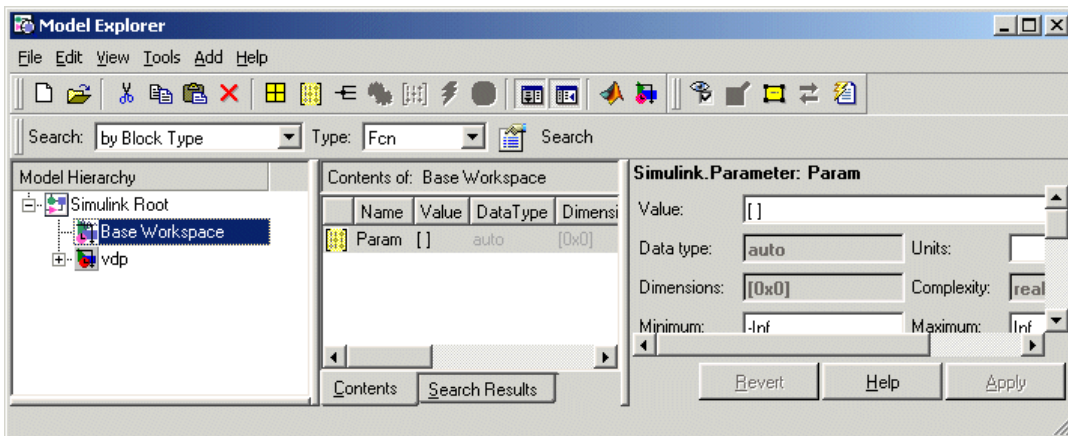 Model Explorer
File Edit View Tools Add Help
Search: by Block Type Type: Fcn Search
Model Hierarchy
Simulink Root
Base Workspace
vdp
Contents of: Base Workspace
Name Value DataType Dimensi
Param [ ] auto [0x0]
Contents Search Results
Simulink.Parameter: Param
Value: [ ]
Data type: auto Units:
Dimensions: [0x0] Complexity: real
Minimum: -Inf Maximum: Inf
Revert Help Apply